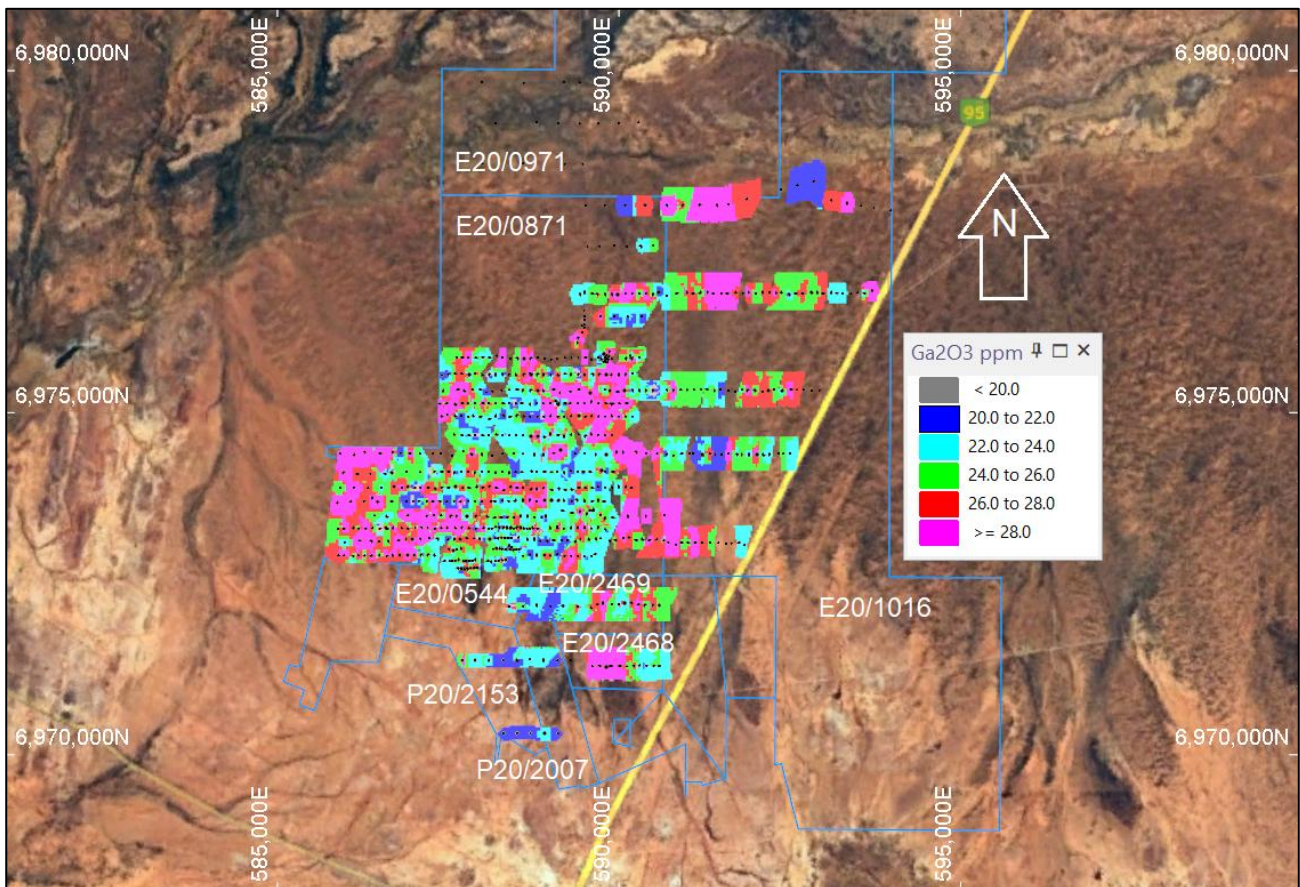 585,000E
590,000E
595,000E
6,980,000N
6,980,000N
95
E20/0971
E20/0871
N
Ga2O3 ppm
< 20.0
20.0 to 22.0
22.0 to 24.0
24.0 to 26.0
26.0 to 28.0
>= 28.0
6,975,000N
6,975,000N
E20/0544
E20/2469
E20/1016
E20/2468
P20/2153
6,970,000N
6,970,000N
P20/2007
585,000E
590,000E
595,000E